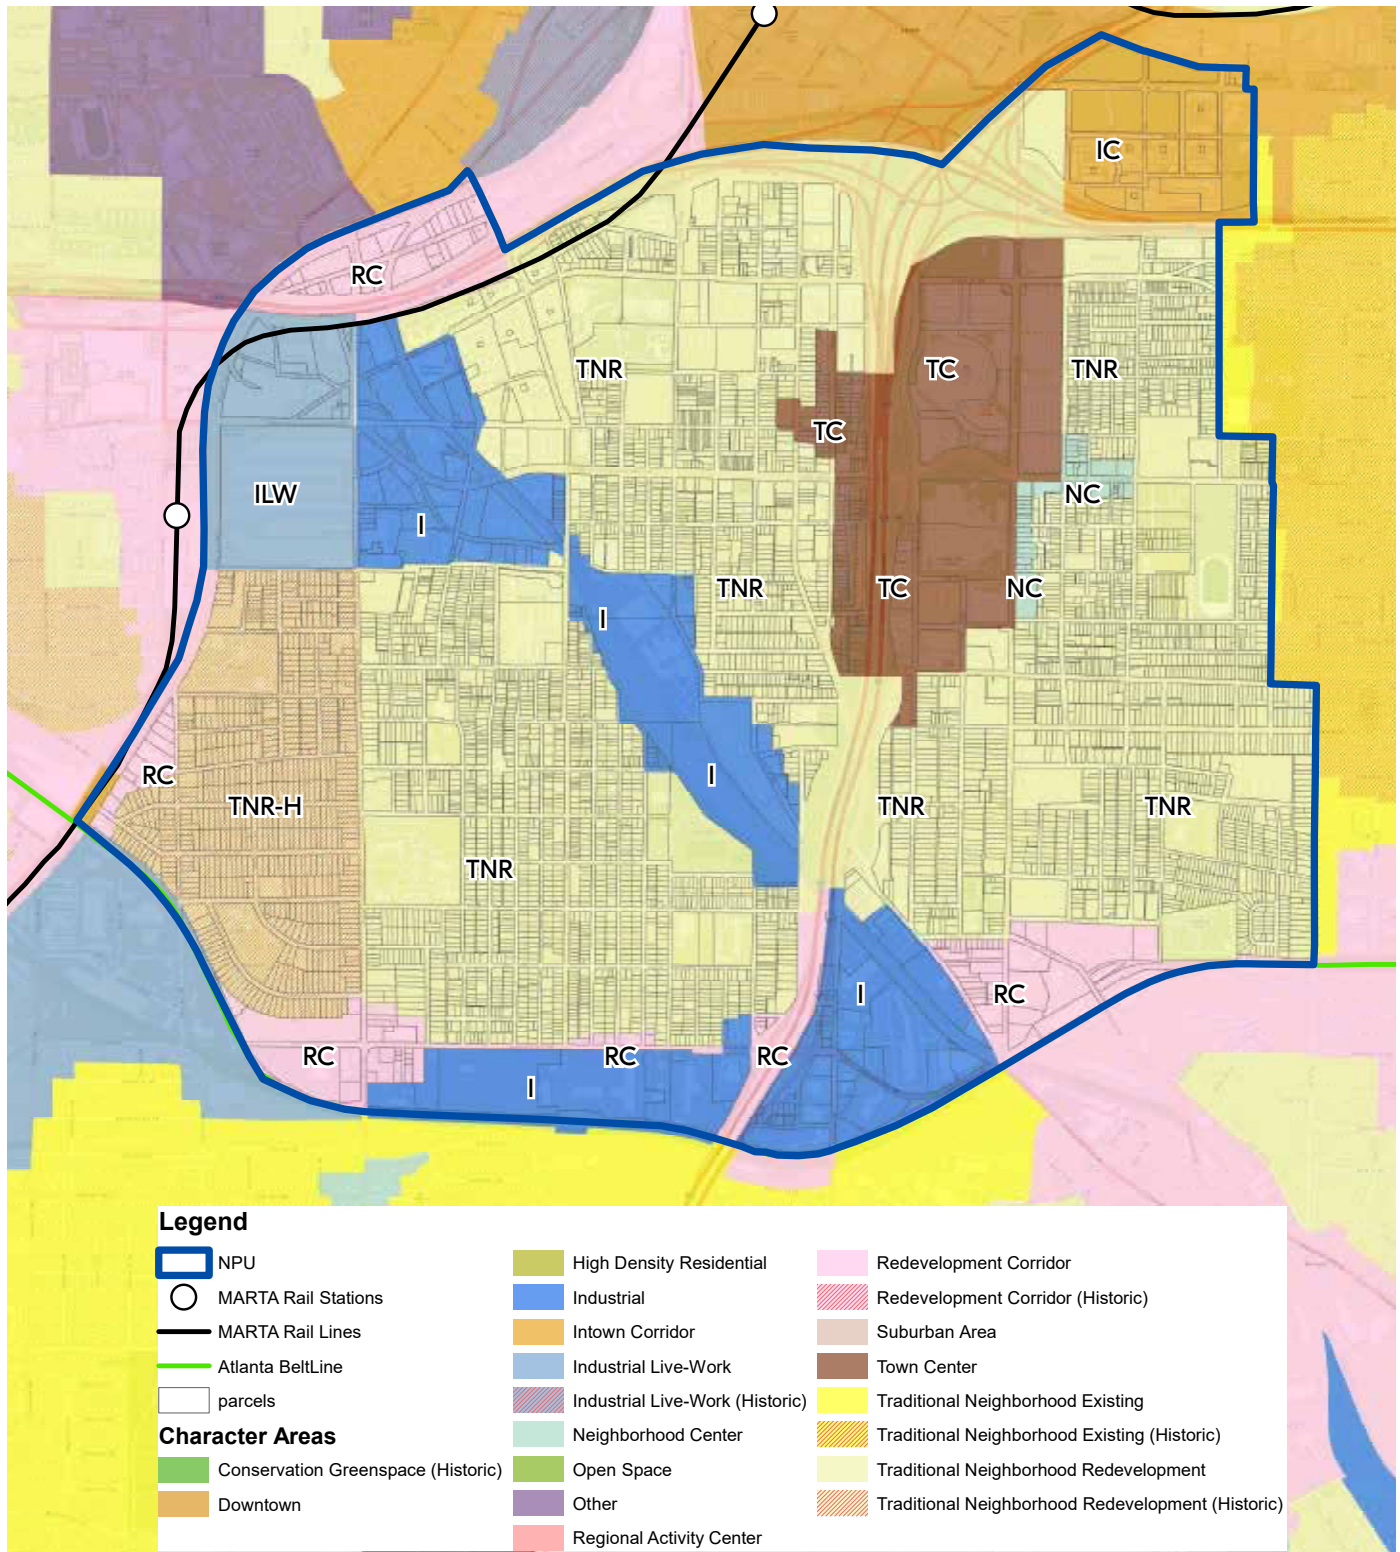 IC
RC
TNR
TC
TNR
TC
ILW
NC
I
TNR
TC
NC
I
RC
I
TNR-H
TNR
TNR
TNR
I
RC
RC
RC
RC
I
Legend
NPU
MARTA Rail Stations
MARTA Rail Lines
Atlanta BeltLine
parcels
Character Areas
Conservation Greenspace (Historic)
Downtown
High Density Residential
Industrial
Intown Corridor
Industrial Live-Work
Industrial Live-Work (Historic)
Neighborhood Center
Open Space
Other
Regional Activity Center
Redevelopment Corridor
Redevelopment Corridor (Historic)
Suburban Area
Town Center
Traditional Neighborhood Existing
Traditional Neighborhood Existing (Historic)
Traditional Neighborhood Redevelopment
Traditional Neighborhood Redevelopment (Historic)